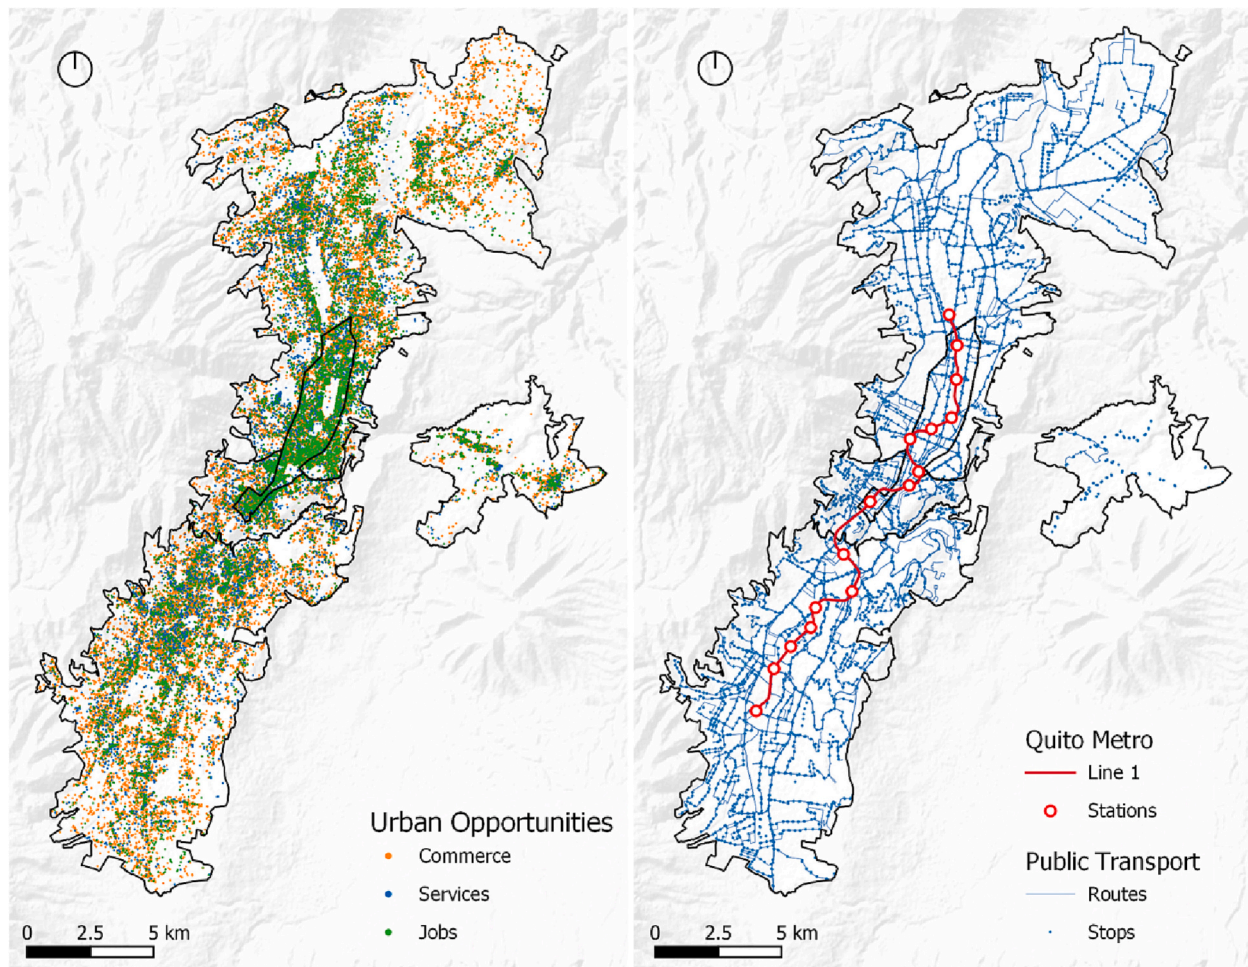 Urban Opportunities
Commerce
Services
Jobs
0 2.5 5 km
Quito Metro
Line 1
Stations
Public Transport
Routes
Stops
0 2.5 5 km